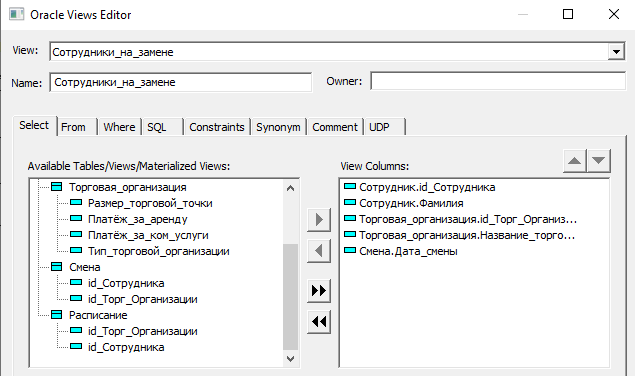 Oracle Views Editor
View: Сотрудники_на_замене
Name: Сотрудники_на_замене Owner:
Select From Where SQL Constraints Synonym Comment UDP
Available Tables/Views/Materialized Views: View Columns:
Торговая_организация
Размер_торговой_точки
Платёж_за_аренду
Платёж_за_ком_услуги
Тип_торговой_организации
Смена
id_Сотрудника
id_Торг_Организации
Расписание
id_Торг_Организации
id_Сотрудника
Сотрудник.id_Сотрудника
Сотрудник.Фамилия
Торговая_организация.id_Торг_Организ...
Торговая_организация.Название_торго...
Смена.Дата_смены